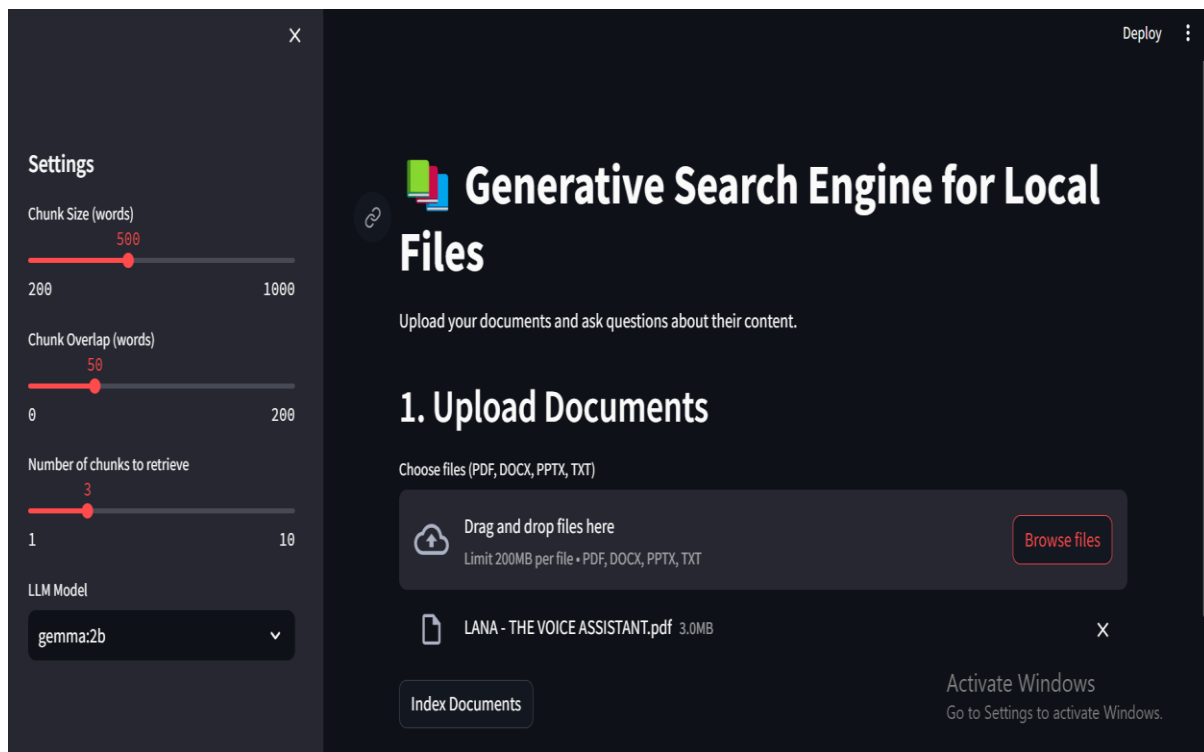 X
Settings
Chunk Size (words)
500
200 1000
Chunk Overlap (words)
50
0 200
Number of chunks to retrieve
3
1 10
LLM Model
gemma:2b
Deploy
Generative Search Engine for Local
Files
Upload your documents and ask questions about their content.
1. Upload Documents
Choose files (PDF, DOCX, PPTX, TXT)
Drag and drop files here
Limit 200MB per file • PDF, DOCX, PPTX, TXT
Browse files
LANA - THE VOICE ASSISTANT.pdf 3.0MB X
Index Documents
Activate Windows
Go to Settings to activate Windows.